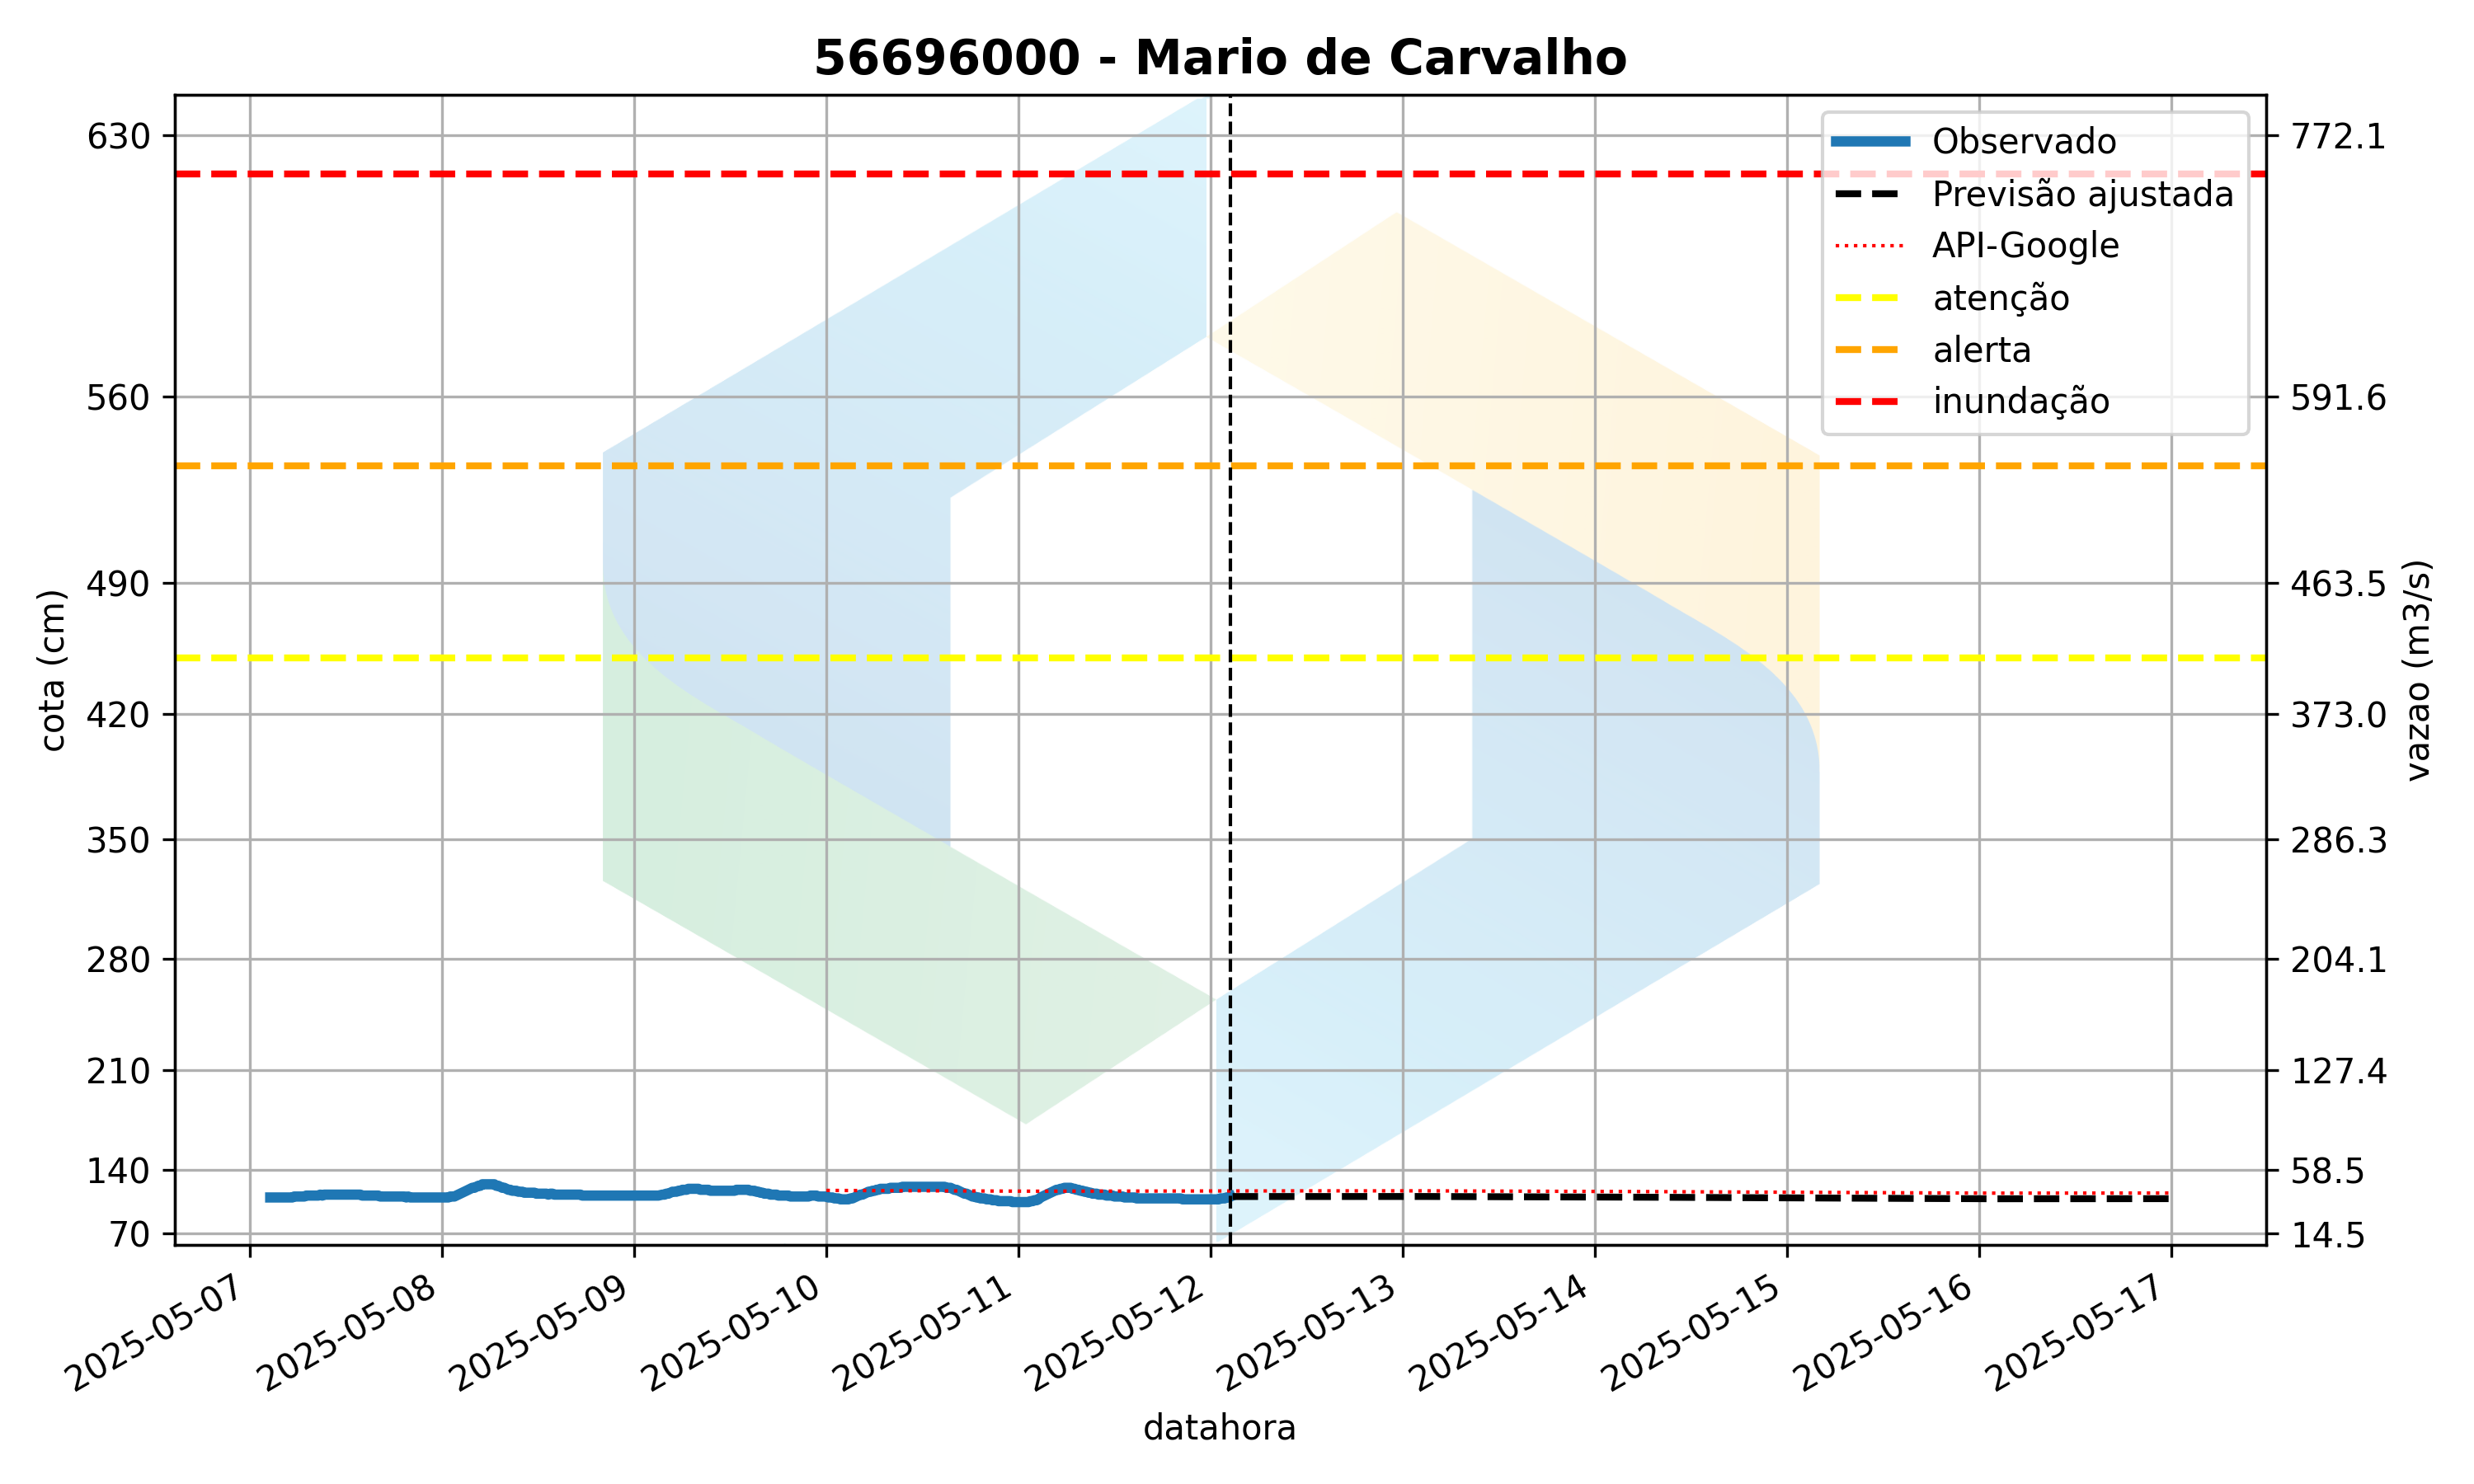 56696000 - Mario de Carvalho
Observado
Previsão ajustada
API-Google
atenção
alerta
inundação
cota (cm)
630
560
490
420
350
280
210
140
70
772.1
591.6
463.5
373.0
286.3
204.1
127.4
58.5
14.5
vazao (m3/s)
2025-05-07
2025-05-08
2025-05-09
2025-05-10
2025-05-11
2025-05-12
2025-05-13
2025-05-14
2025-05-15
2025-05-16
2025-05-17
datahora